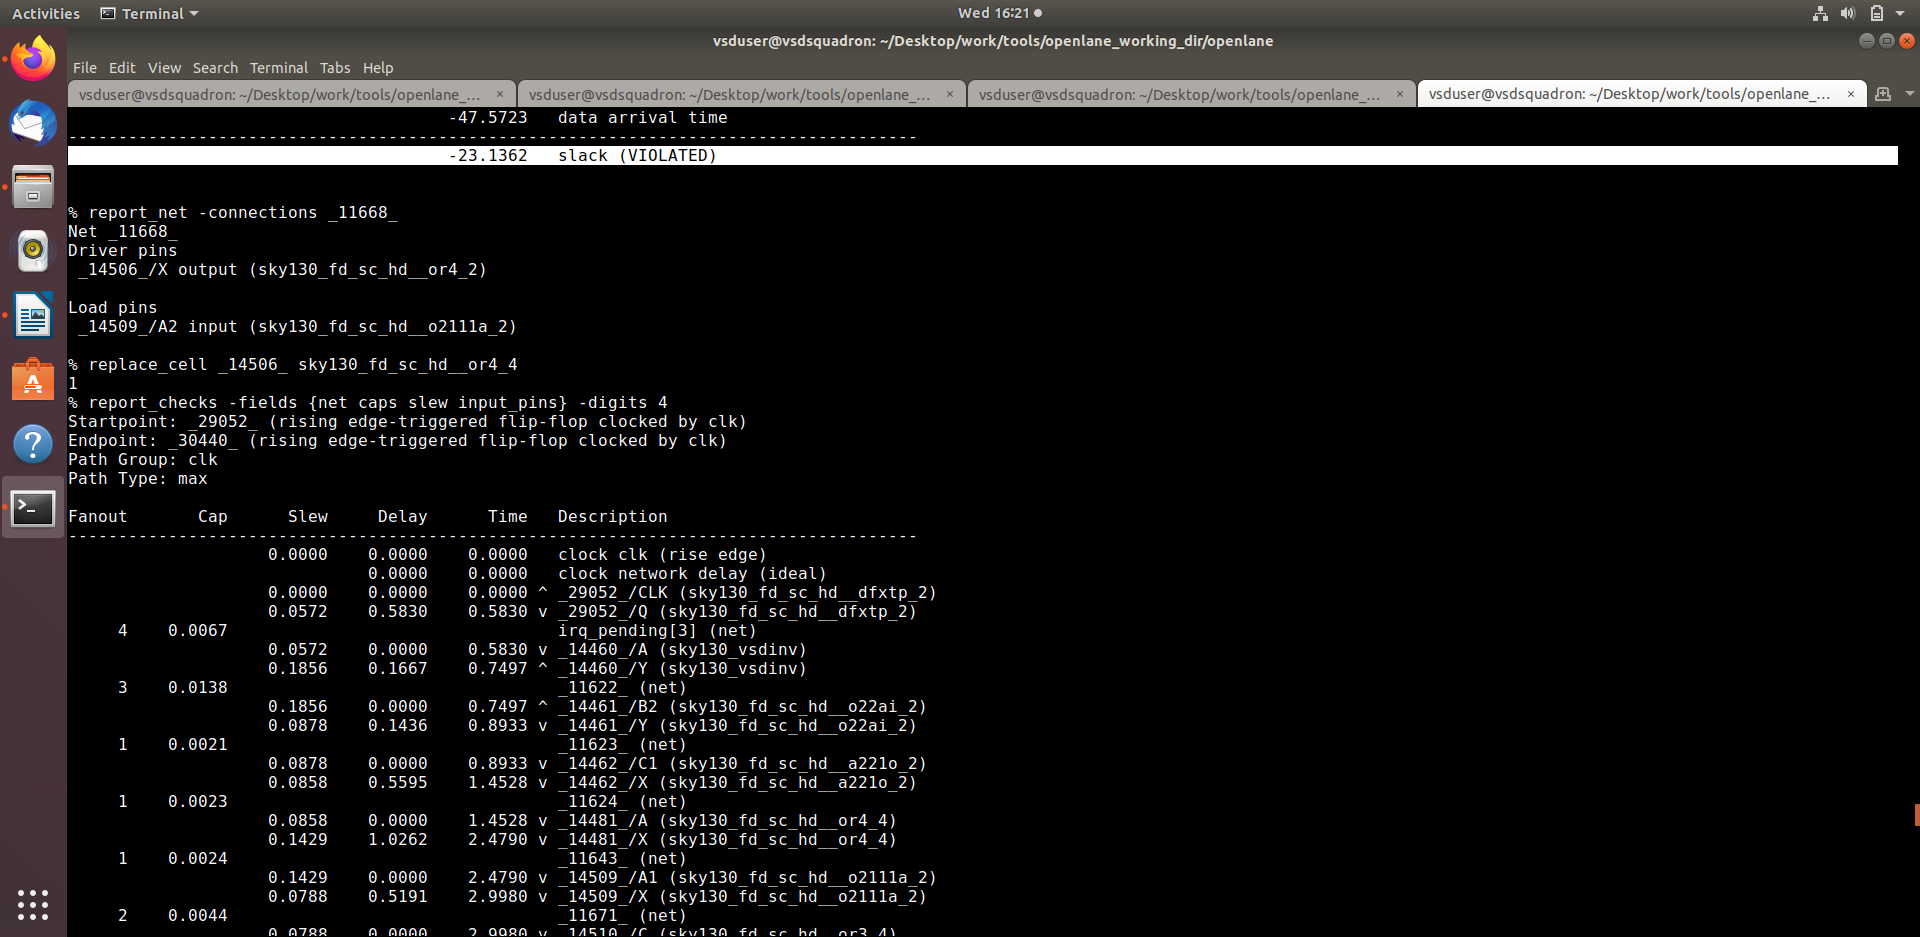 Activities Terminal Wed 16:21
vsduser@vsdsquadron: ~/Desktop/work/tools/openlane_working_dir/openlane
File Edit View Search Terminal Tabs Help
vsduser@vsdsquadron: ~/Desktop/work/tools/openlane_... × vsduser@vsdsquadron: ~/Desktop/work/tools/openlane_... × vsduser@vsdsquadron: ~/Desktop/work/tools/openlane_... × vsduser@vsdsquadron: ~/Desktop/work/tools/openlane_... ×
-47.5723 data arrival time
-------------------------------------------------------------------------------------
-23.1362 slack (VIOLATED)
% report_net -connections _11668_
Net _11668_
Driver pins
_14506_/X output (sky130_fd_sc_hd__or4_2)
Load pins
_14509_/A2 input (sky130_fd_sc_hd__o2111a_2)
% replace_cell _14506_ sky130_fd_sc_hd__or4_4
1
% report_checks -fields {net caps slew input_pins} -digits 4
Startpoint: _29052_ (rising edge-triggered flip-flop clocked by clk)
Endpoint: _30440_ (rising edge-triggered flip-flop clocked by clk)
Path Group: clk
Path Type: max
Fanout Cap Slew Delay Time Description
-------------------------------------------------------------------------------------
0.0000 0.0000 0.0000 clock clk (rise edge)
0.0000 0.0000 clock network delay (ideal)
0.0000 0.0000 0.0000 ^ _29052_/CLK (sky130_fd_sc_hd__dfxtp_2)
0.0572 0.5830 0.5830 v _29052_/Q (sky130_fd_sc_hd__dfxtp_2)
4 0.0067 irq_pending[3] (net)
0.0572 0.0000 0.5830 v _14460_/A (sky130_vsdinv)
0.1856 0.1667 0.7497 ^ _14460_/Y (sky130_vsdinv)
3 0.0138 _11622_ (net)
0.1856 0.0000 0.7497 ^ _14461_/B2 (sky130_fd_sc_hd__o22ai_2)
0.0878 0.1436 0.8933 v _14461_/Y (sky130_fd_sc_hd__o22ai_2)
1 0.0021 _11623_ (net)
0.0878 0.0000 0.8933 v _14462_/C1 (sky130_fd_sc_hd__a221o_2)
0.0858 0.5595 1.4528 v _14462_/X (sky130_fd_sc_hd__a221o_2)
1 0.0023 _11624_ (net)
0.0858 0.0000 1.4528 v _14481_/A (sky130_fd_sc_hd__or4_4)
0.1429 1.0262 2.4790 v _14481_/X (sky130_fd_sc_hd__or4_4)
1 0.0024 _11643_ (net)
0.1429 0.0000 2.4790 v _14509_/A1 (sky130_fd_sc_hd__o2111a_2)
0.0788 0.5191 2.9980 v _14509_/X (sky130_fd_sc_hd__o2111a_2)
2 0.0044 _11671_ (net)
0.0788 0.0000 2.9980 v _14510_/C (sky130_fd_sc_hd__or3_4)